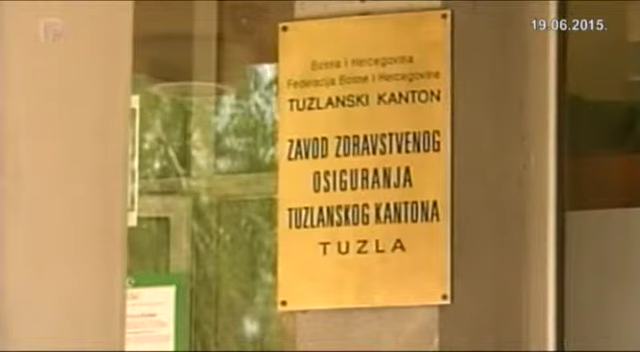 19.06.2015.
Bosna i Hercegovina
Federacija Bosne i Hercegovine
TUZLANSKI KANTON
ZAVOD ZDRAVSTVENOG
OSIGURANJA
TUZLANSKOG KANTONA
TUZLA